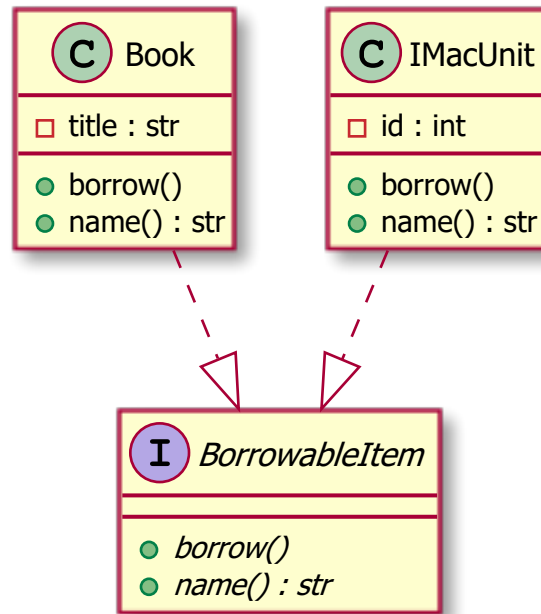 C Book
title : str
borrow()
name() : str
C IMacUnit
id : int
borrow()
name() : str
I BorrowableItem
borrow()
name() : str